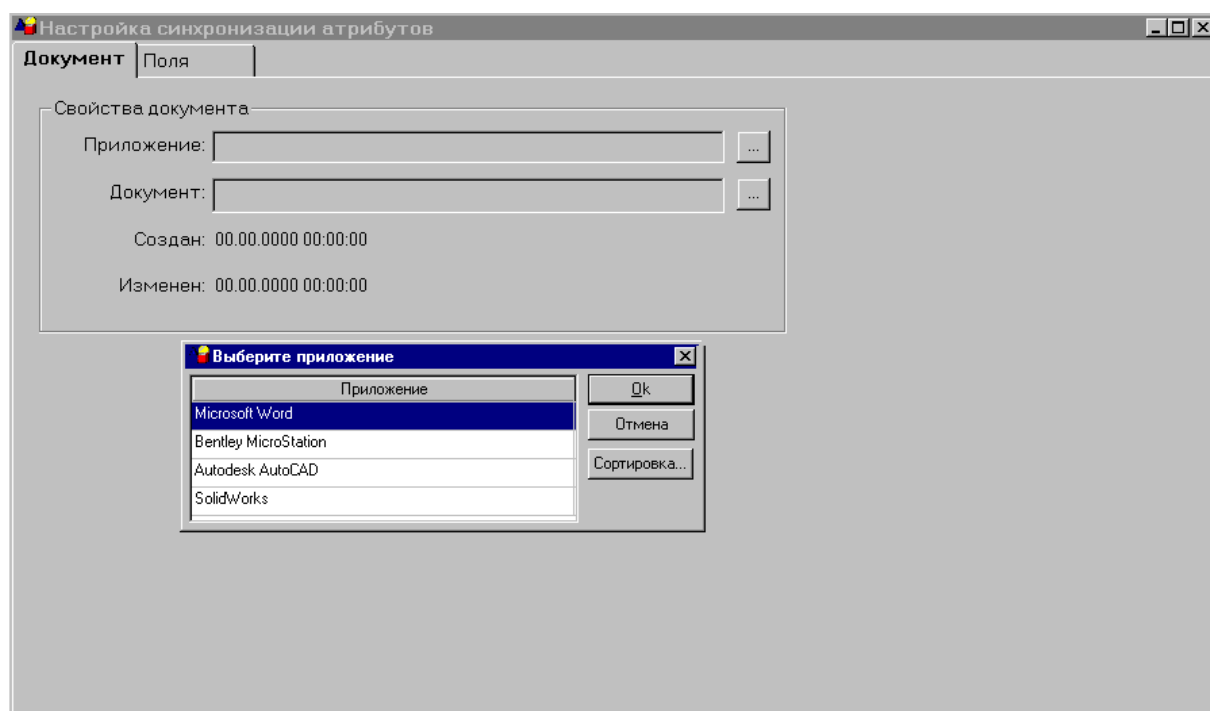 Настройка синхронизации атрибутов
Документ Поля
Свойства документа
Приложение: ...
Документ: ...
Создан: 00.00.0000 00:00:00
Изменен: 00.00.0000 00:00:00
Выберите приложение
Приложение
Microsoft Word
Bentley MicroStation
Autodesk AutoCAD
SolidWorks
Ok
Отмена
Сортировка...